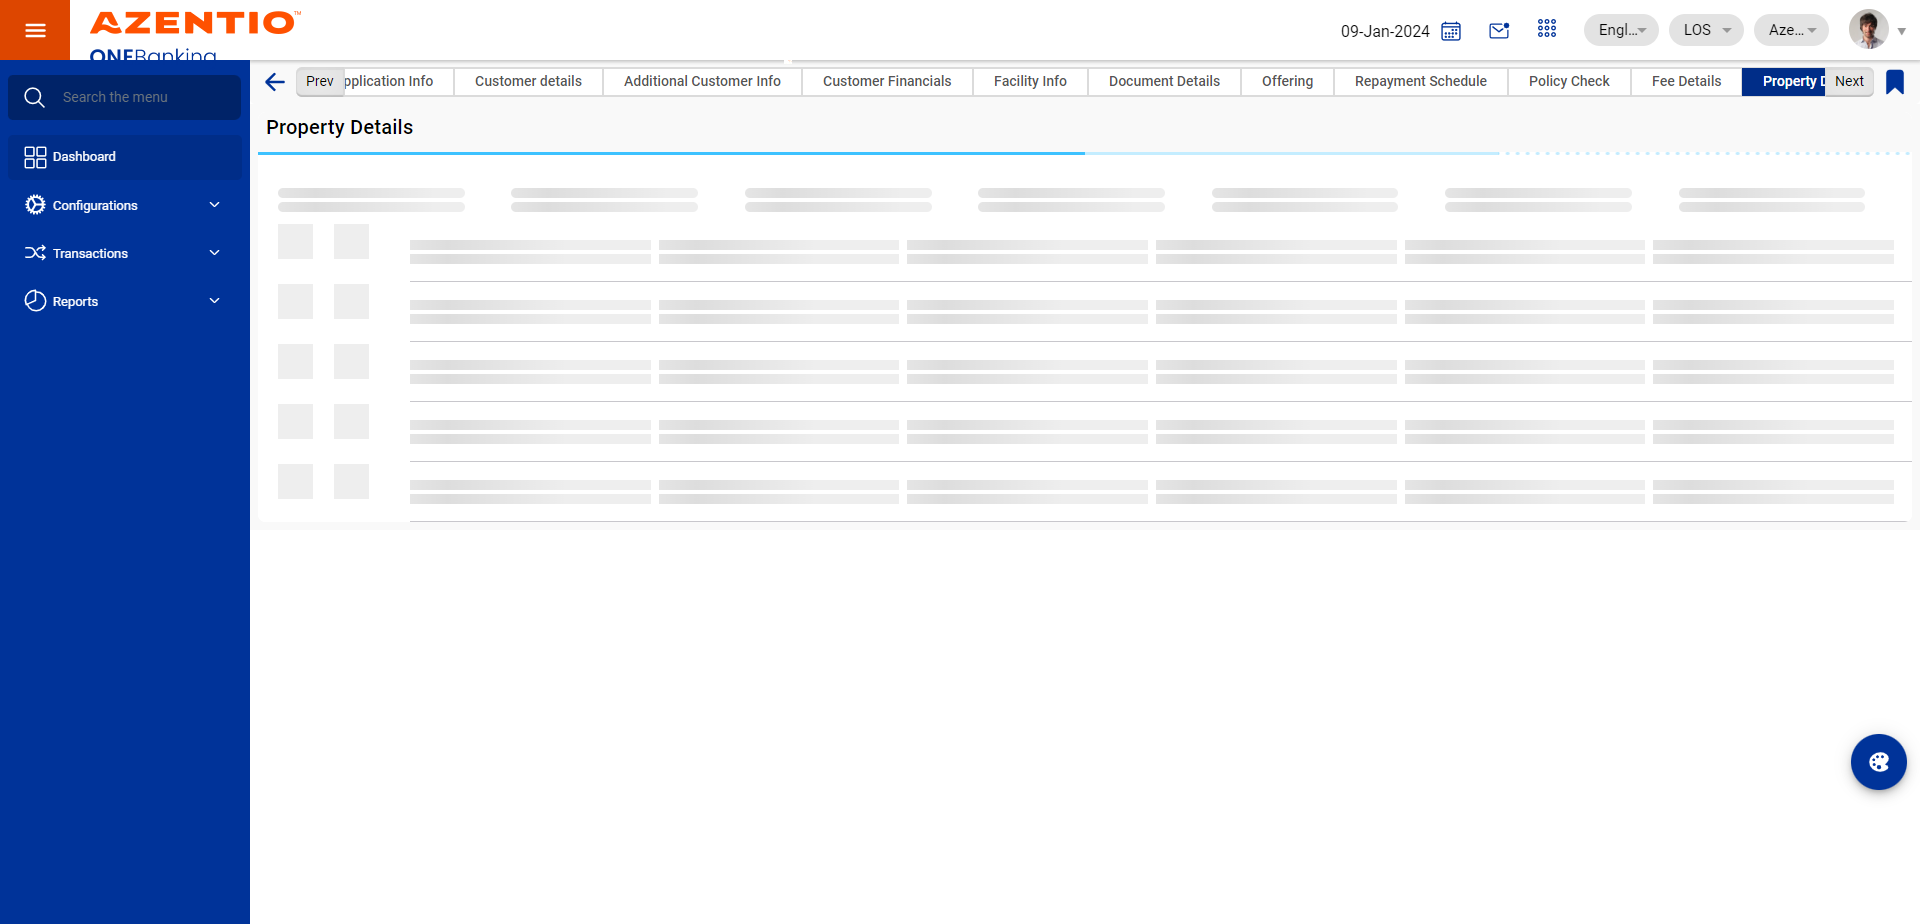 AZENTIO™
ONEBanking
09-Jan-2024
Engl...
LOS
Aze...
Search the menu
Dashboard
Configurations
Transactions
Reports
Prev
pplication Info
Customer details
Additional Customer Info
Customer Financials
Facility Info
Document Details
Offering
Repayment Schedule
Policy Check
Fee Details
Property D
Next
Property Details